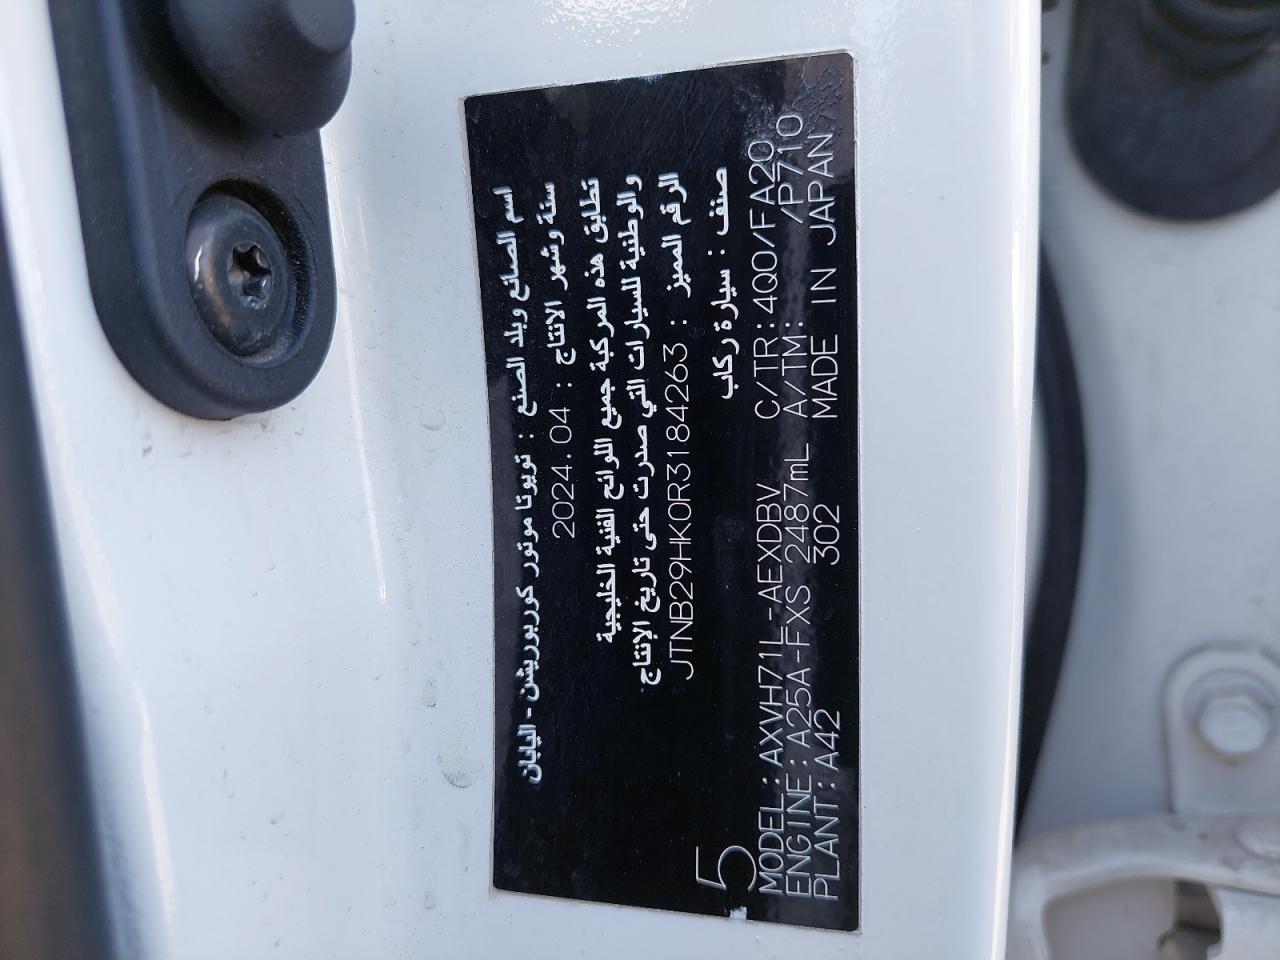 اسم الصانع وبلد الصنع : تويوتا موتور كوربوريشن - اليابان
سنة وشهر الانتاج : 2024.04
تطابق هذه المركبة جميع اللوائح الفنية الخليجية
والوطنية للسيارات التي صدرت حتى تاريخ الإنتاج.
الرقم المميز : JTNB29HK0R3184263
صنف : سيارة ركاب
5
MODEL:AXVH71L-AEXDBV C/TR:4Q0/FA20
ENGINE:A25A-FXS 2487mL A/TM: /P710
PLANT:A42 302 MADE IN JAPAN